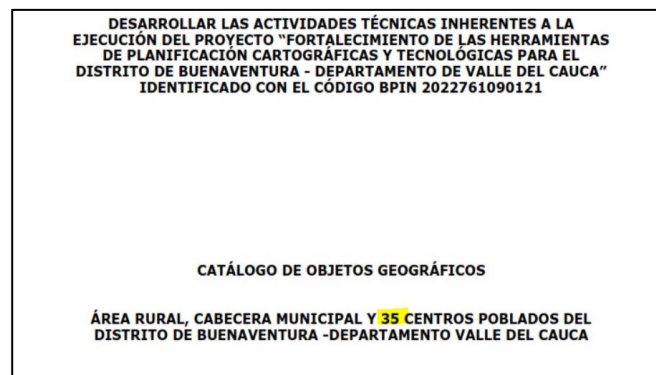 DESARROLLAR LAS ACTIVIDADES TÉCNICAS INHERENTES A LA
EJECUCIÓN DEL PROYECTO "FORTALECIMIENTO DE LAS HERRAMIENTAS
DE PLANIFICACIÓN CARTOGRÁFICAS Y TECNOLÓGICAS PARA EL
DISTRITO DE BUENAVENTURA - DEPARTAMENTO DE VALLE DEL CAUCA"
IDENTIFICADO CON EL CÓDIGO BPIN 2022761090121
CATÁLOGO DE OBJETOS GEOGRÁFICOS
ÁREA RURAL, CABECERA MUNICIPAL Y 35 CENTROS POBLADOS DEL
DISTRITO DE BUENAVENTURA -DEPARTAMENTO VALLE DEL CAUCA